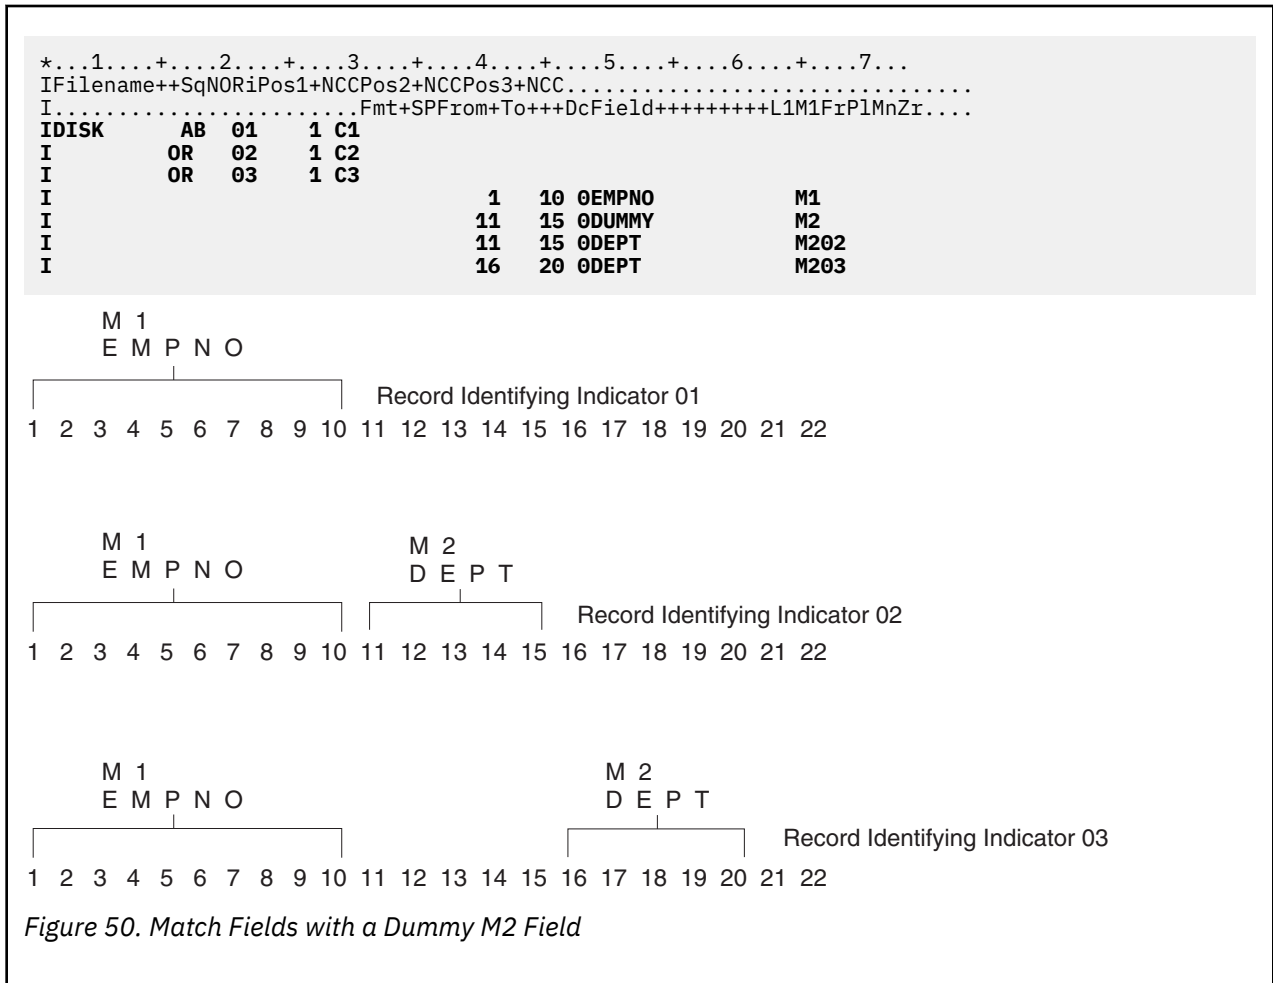 *...1....+....2....+....3....+....4....+....5....+....6....+....7...
IFilename++SqNORiPos1+NCCPos2+NCCPos3+NCC................................
I........................Fmt+SPFrom+To+++DcField+++++++++L1M1FrPlMnZr....
IDISK      AB  01    1 C1
I         OR   02    1 C2
I         OR   03    1 C3
I                                  1   10 0EMPNO           M1
I                                 11   15 0DUMMY           M2
I                                 11   15 0DEPT            M202
I                                 16   20 0DEPT            M203
M 1
E M P N O
Record Identifying Indicator 01
1 2 3 4 5 6 7 8 9 10 11 12 13 14 15 16 17 18 19 20 21 22
M 1 M 2
E M P N O D E P T
Record Identifying Indicator 02
1 2 3 4 5 6 7 8 9 10 11 12 13 14 15 16 17 18 19 20 21 22
M 1 M 2
E M P N O D E P T
Record Identifying Indicator 03
1 2 3 4 5 6 7 8 9 10 11 12 13 14 15 16 17 18 19 20 21 22
Figure 50. Match Fields with a Dummy M2 Field